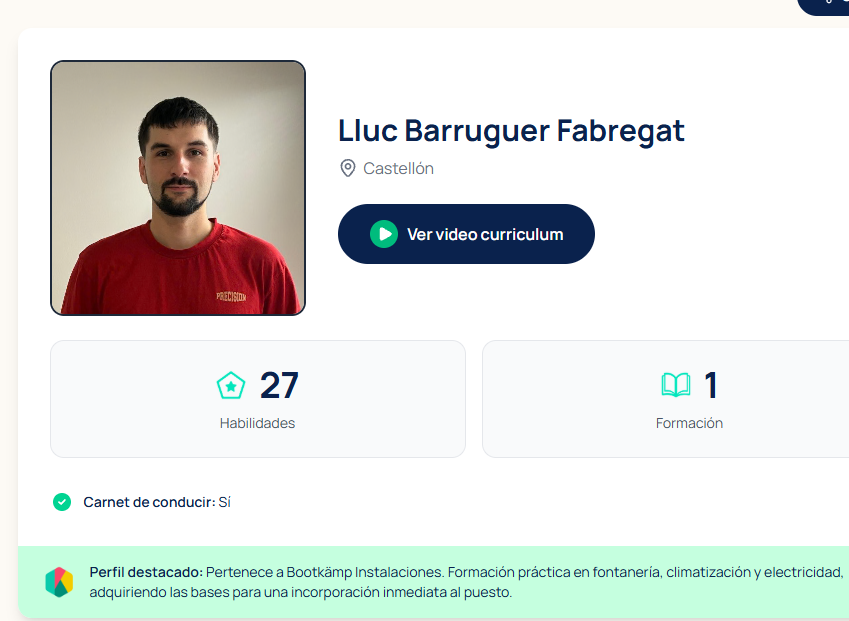 Lluc Barruguer Fabregat
Castellón
Ver video curriculum
PRECISION
27
Habilidades
1
Formación
Carnet de conducir: Sí
Perfil destacado: Pertenece a Bootkämp Instalaciones. Formación práctica en fontanería, climatización y electricidad,
adquiriendo las bases para una incorporación inmediata al puesto.